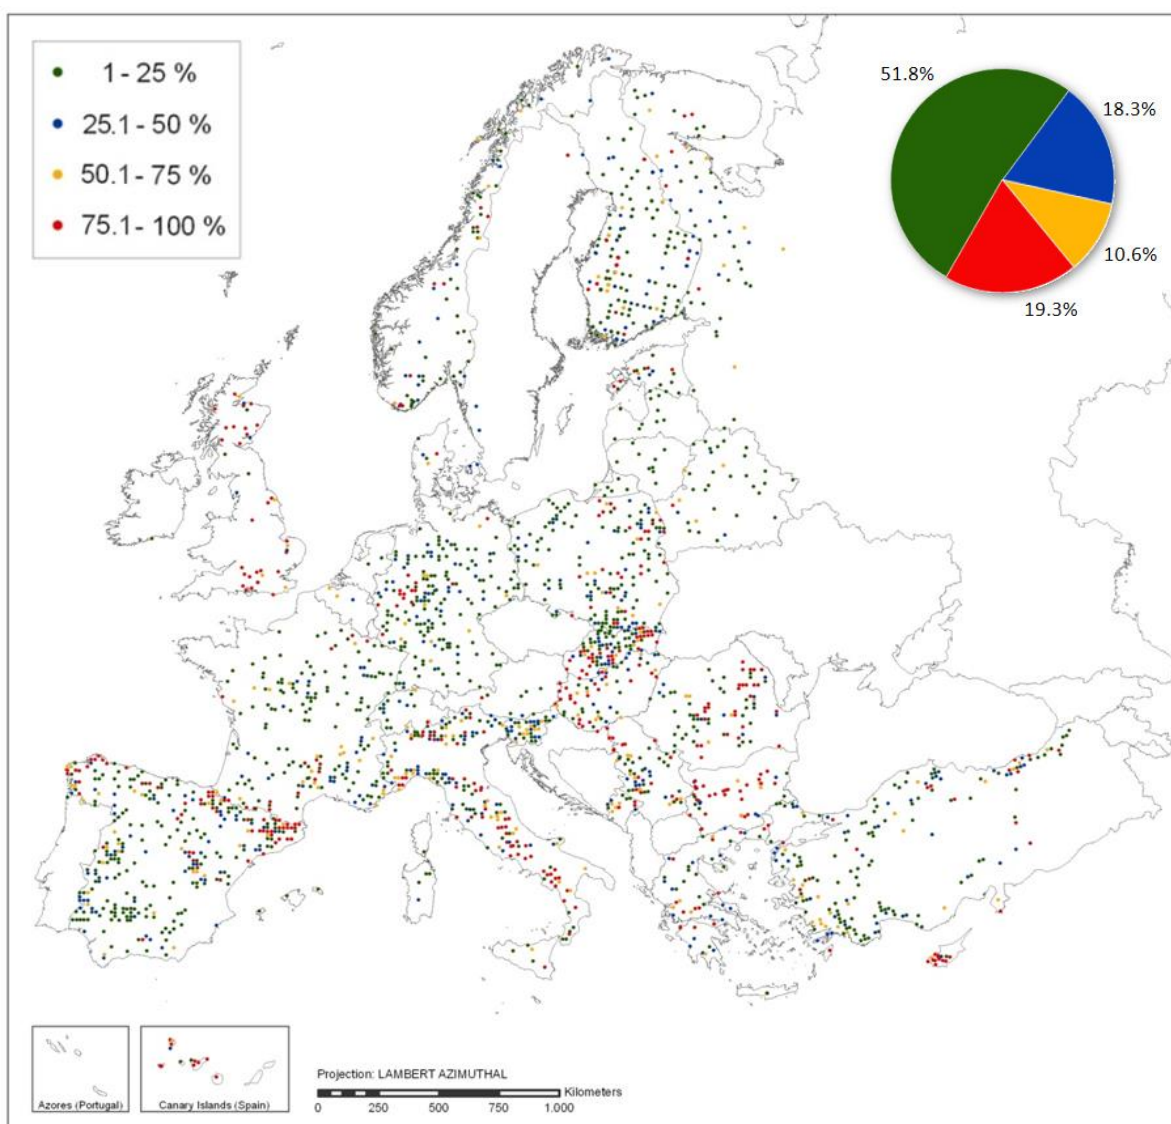 1 - 25 %
25.1 - 50 %
50.1 - 75 %
75.1 - 100 %
51.8%
18.3%
10.6%
19.3%
Azores (Portugal)
Canary Islands (Spain)
Projection: LAMBERT AZIMUTHAL
Kilometers
0 250 500 750 1.000